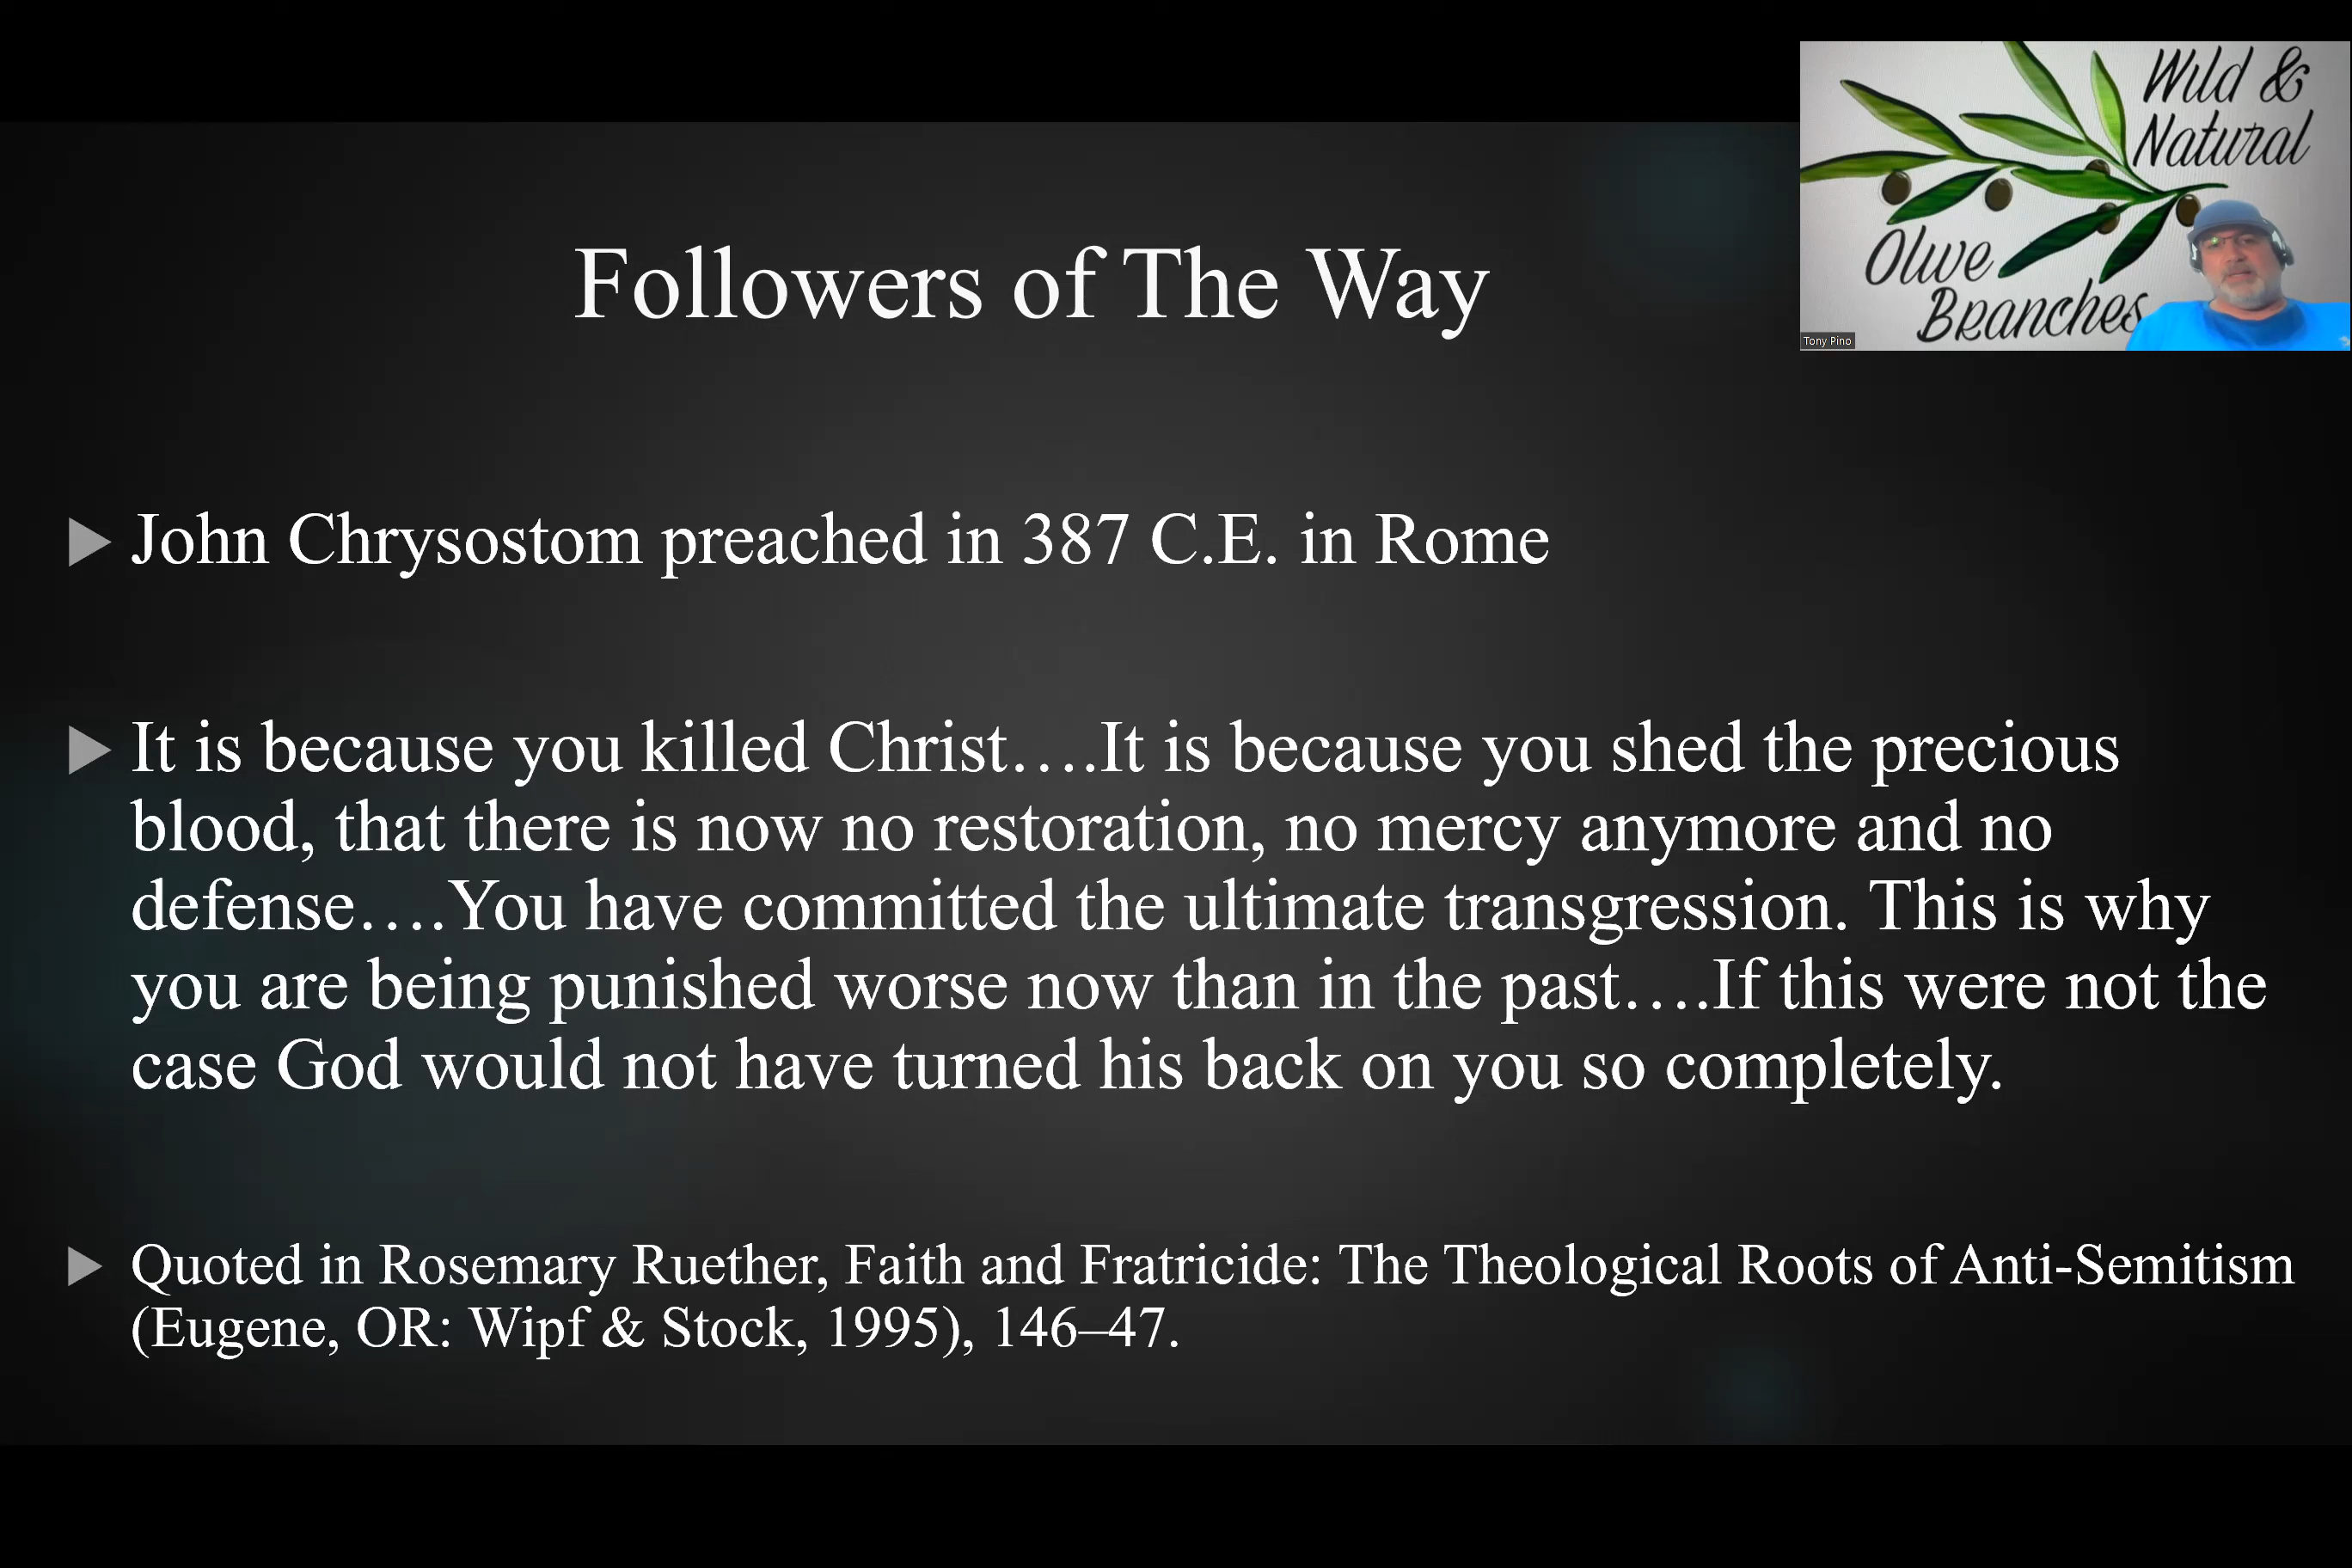 Wild &
Natural
Olive
Branches
Tony Pino
Followers of The Way
John Chrysostom preached in 387 C.E. in Rome
It is because you killed Christ….It is because you shed the precious
blood, that there is now no restoration, no mercy anymore and no
defense….You have committed the ultimate transgression. This is why
you are being punished worse now than in the past….If this were not the
case God would not have turned his back on you so completely.
Quoted in Rosemary Ruether, Faith and Fratricide: The Theological Roots of Anti-Semitism
(Eugene, OR: Wipf & Stock, 1995), 146–47.